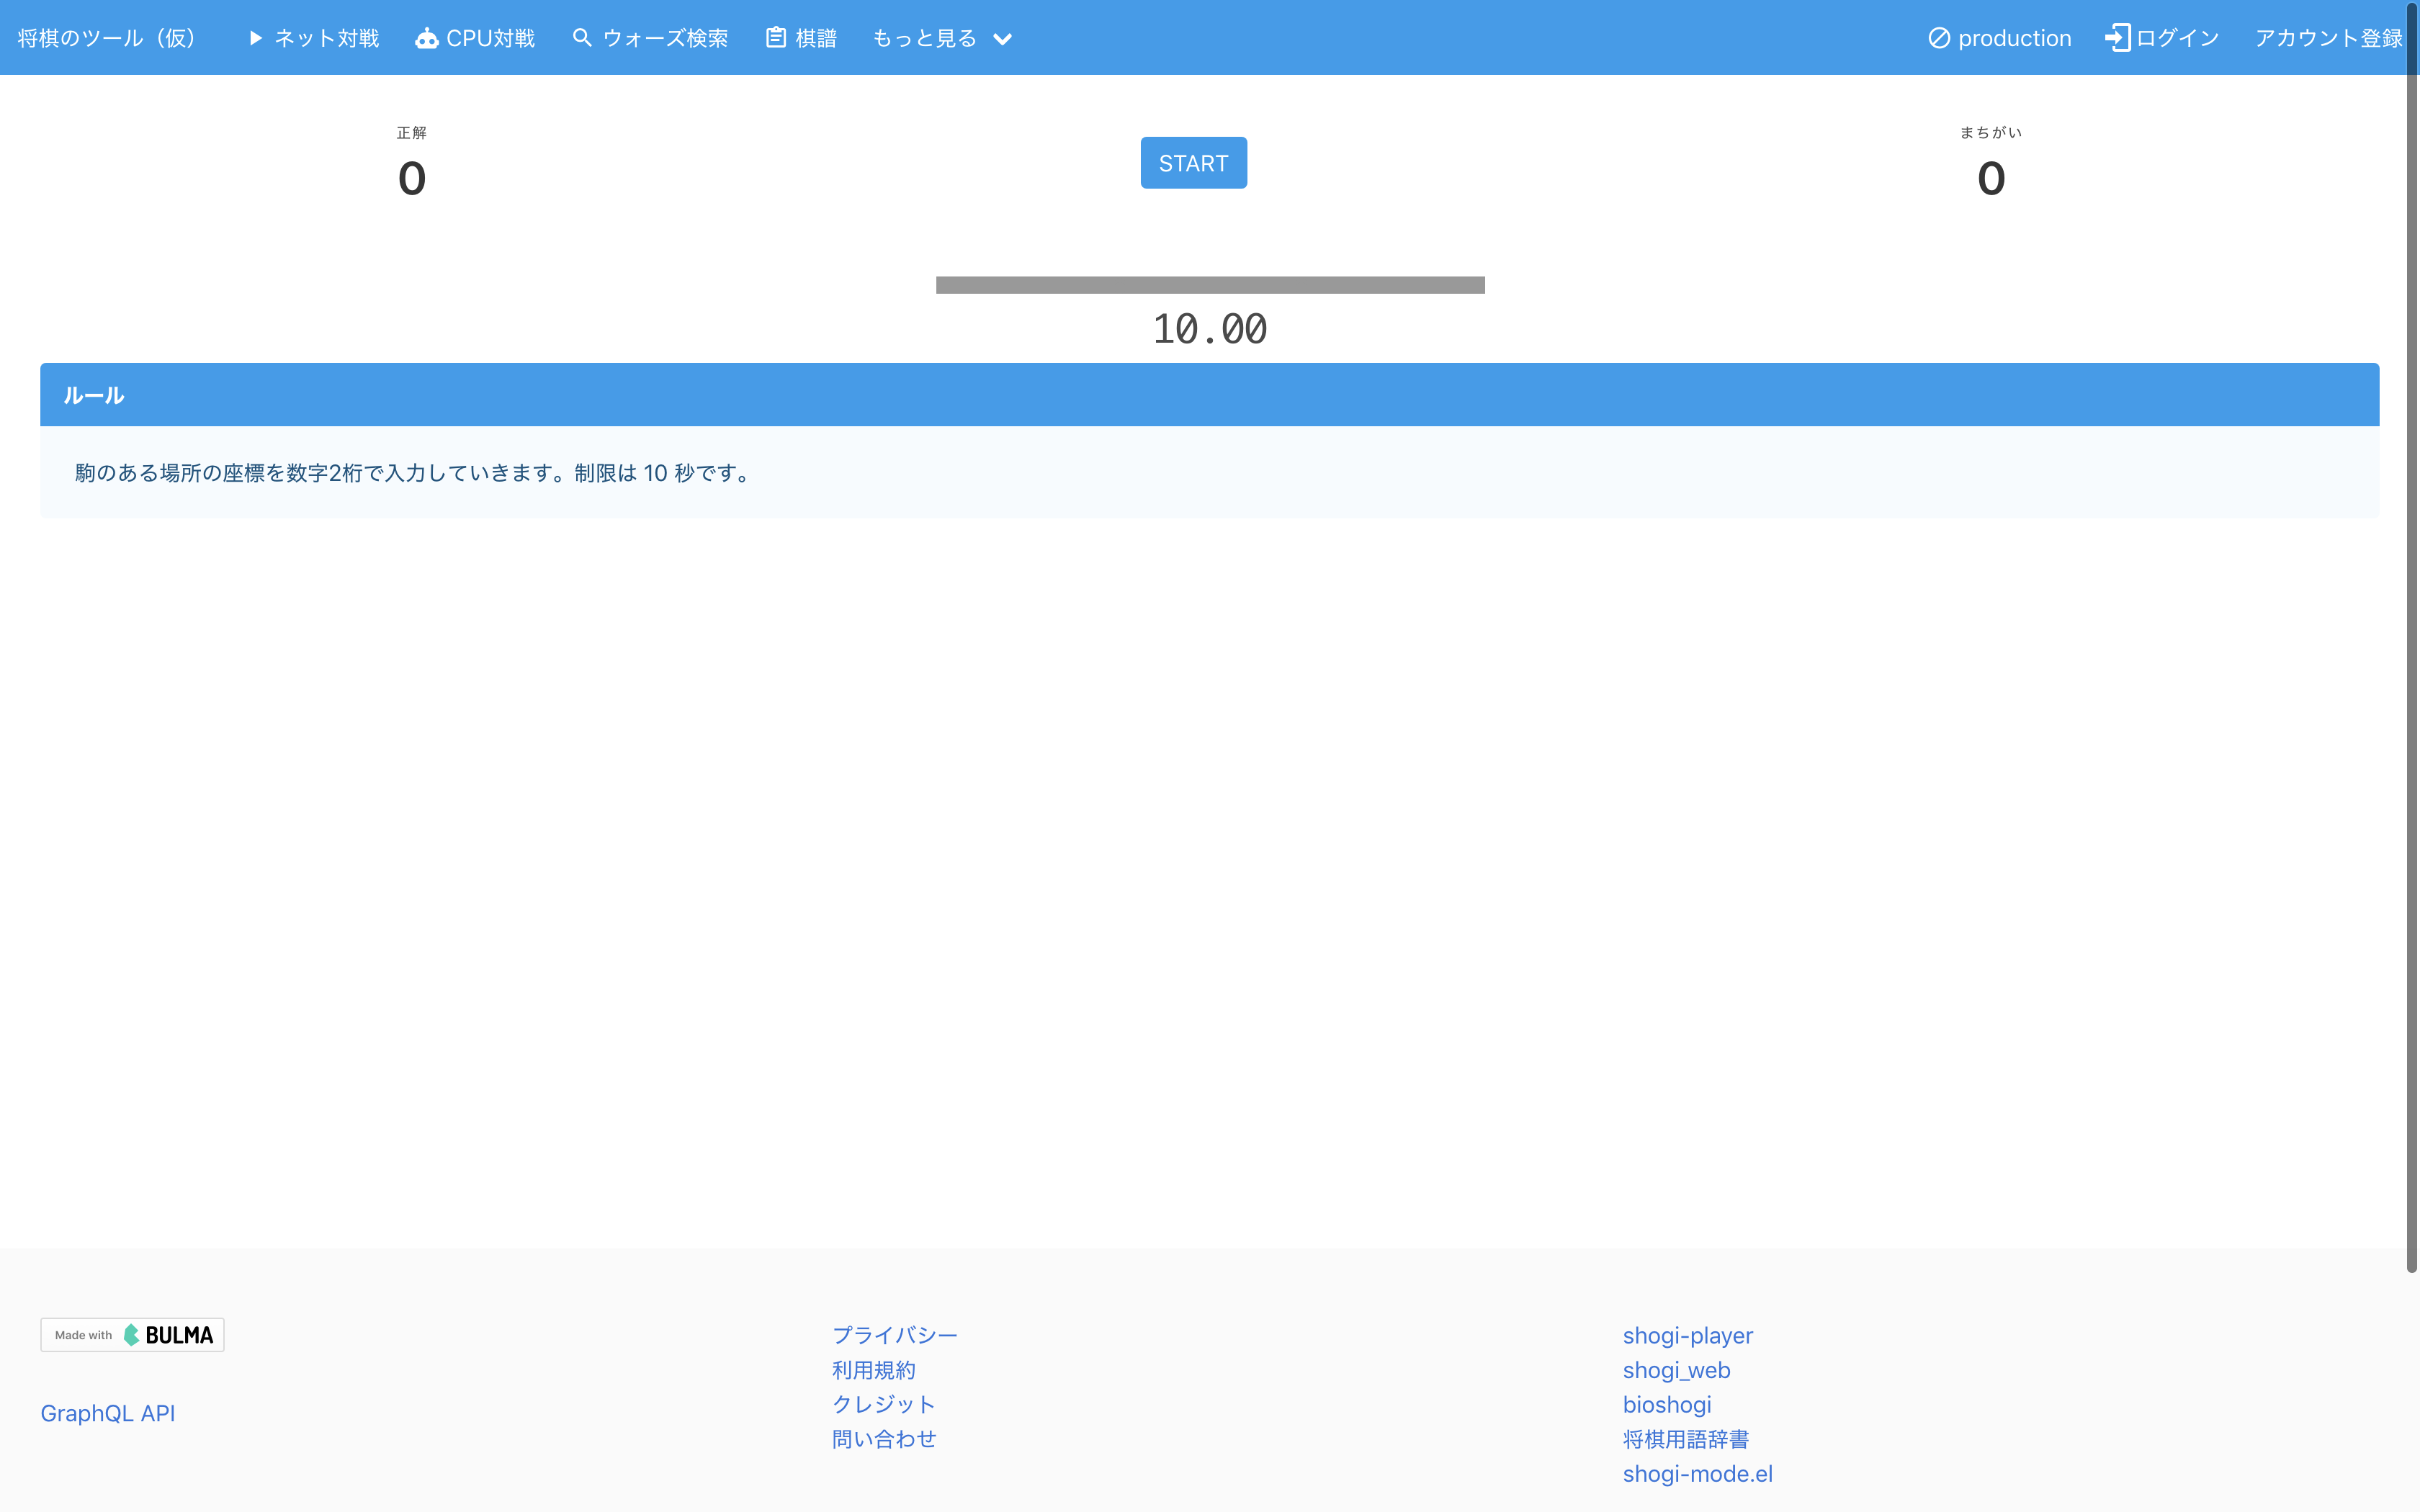 将棋のツール（仮） ネット対戦 CPU対戦 ウォーズ検索 棋譜 もっと見る production ログイン アカウント登録
正解 まちがい
0 START 0
10.00
ルール
駒のある場所の座標を数字2桁で入力していきます。制限は 10 秒です。
Made with BULMA
GraphQL API
プライバシー
利用規約
クレジット
問い合わせ
shogi-player
shogi_web
bioshogi
将棋用語辞書
shogi-mode.el